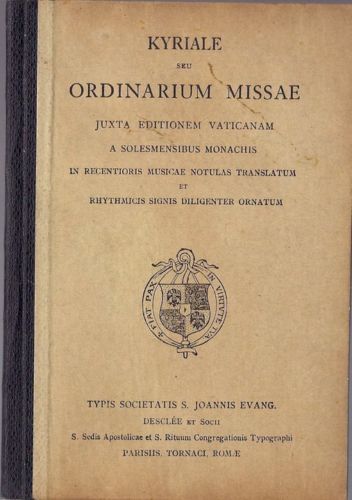 KYRIALE
SEU
ORDINARIUM MISSAE
JUXTA EDITIONEM VATICANAM
A SOLESMENSIBUS MONACHIS
IN RECENTIORIS MUSICAE NOTULAS TRANSLATUM
ET
RHYTHMICIS SIGNIS DILIGENTER ORNATUM
FIAT PAX IN VIRTUTE TUA
TYPIS SOCIETATIS S. JOANNIS EVANG.
DESCLÉE ET SOCII
S. Sedis Apostolicae et S. Rituum Congregationis Typographi
PARISIIS, TORNACI, ROMÆ